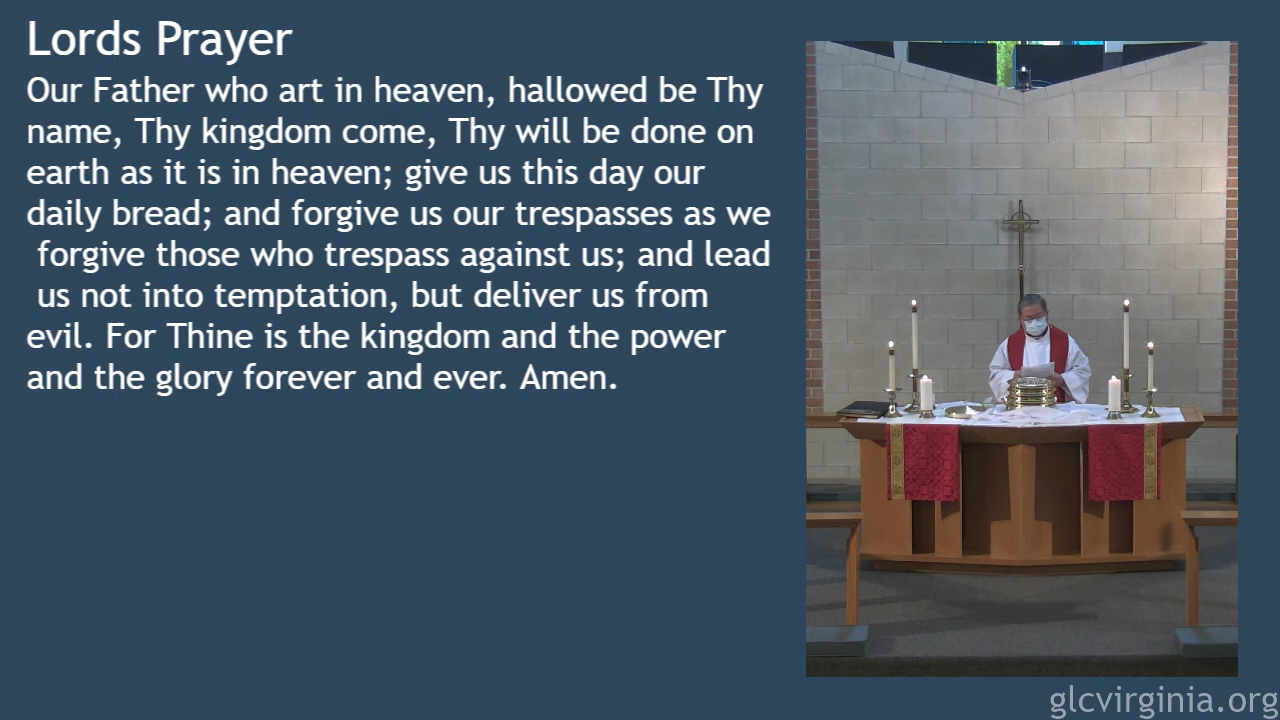 Lords Prayer
Our Father who art in heaven, hallowed be Thy
name, Thy kingdom come, Thy will be done on
earth as it is in heaven; give us this day our
daily bread; and forgive us our trespasses as we
forgive those who trespass against us; and lead
us not into temptation, but deliver us from
evil. For Thine is the kingdom and the power
and the glory forever and ever. Amen.
glcvirginia.org